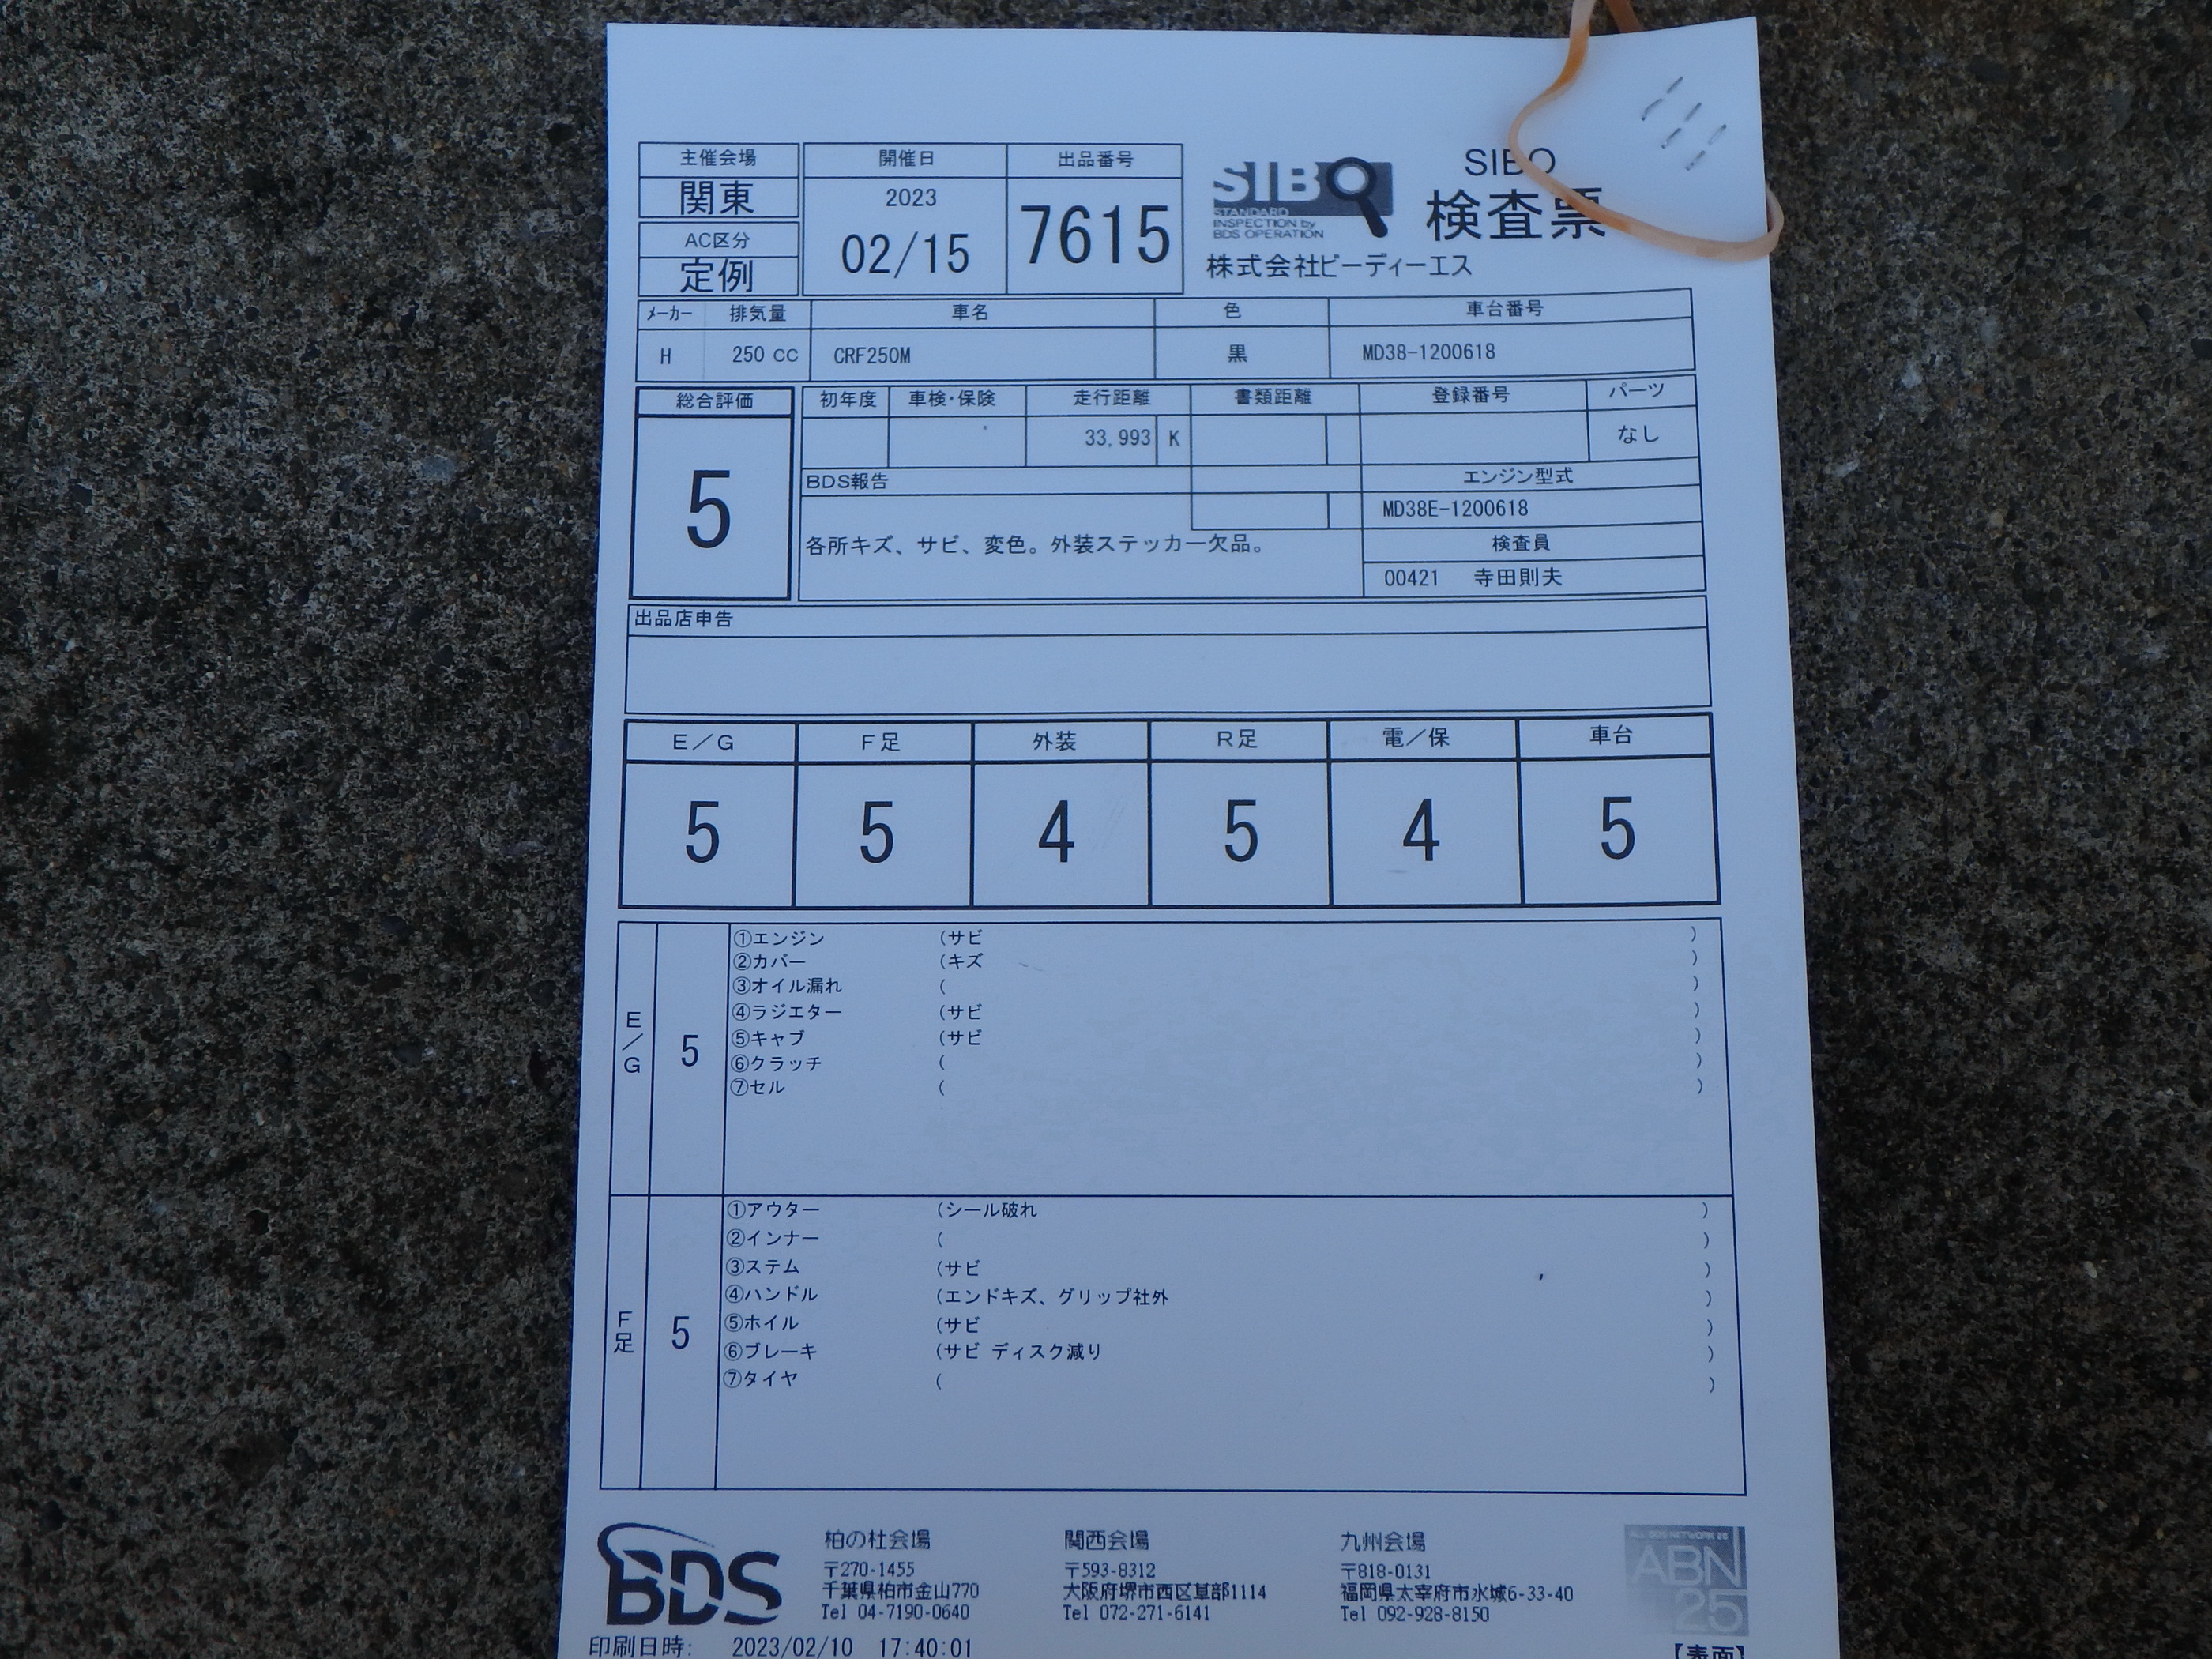 主催会場 開催日 出品番号
関東 2023 02/15 7615
AC区分
定例
SIBO
STANDARD
INSPECTION by
BDS OPERATION
SIBO
検査票
株式会社ビーディーエス
メーカー 排気量 車名 色 車台番号
H 250 CC CRF250M 黒 MD38-1200618
総合評価 初年度 車検・保険 走行距離 書類距離 登録番号 パーツ
5 33,993 K なし
BDS報告 エンジン型式
MD38E-1200618
各所キズ、サビ、変色。外装ステッカー欠品。 検査員
00421 寺田則夫
出品店申告
E/G F足 外装 R足 電/保 車台
5 5 4 5 4 5
E/G 5
①エンジン (サビ )
②カバー (キズ )
③オイル漏れ ( )
④ラジエター (サビ )
⑤キャブ (サビ )
⑥クラッチ ( )
⑦セル ( )
F足 5
①アウター (シール破れ )
②インナー ( )
③ステム (サビ )
④ハンドル (エンドキズ、グリップ社外 )
⑤ホイル (サビ )
⑥ブレーキ (サビ ディスク減り )
⑦タイヤ ( )
BDS
柏の杜会場
〒270-1455
千葉県柏市金山770
Tel 04-7190-0640
関西会場
〒593-8312
大阪府堺市西区草部1114
Tel 072-271-6141
九州会場
〒818-0131
福岡県太宰府市水城6-33-40
Tel 092-928-8150
ALL BDS NETWORK 25
ABN
25
印刷日時: 2023/02/10 17:40:01
【表面】